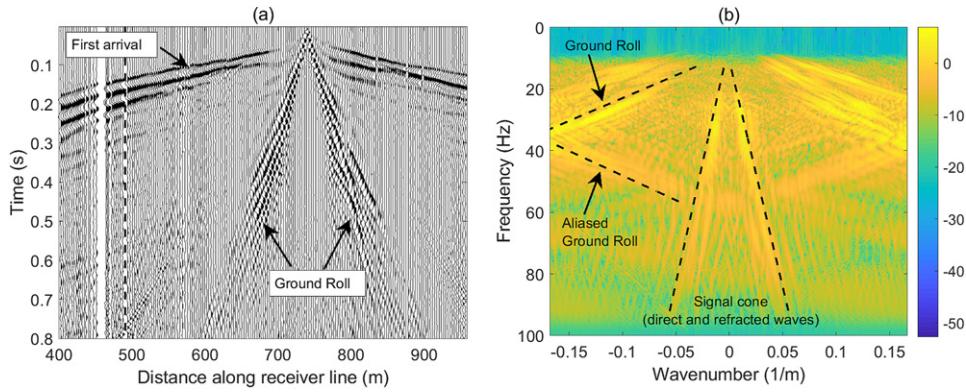 (a)
First arrival
Ground Roll
0.1
0.2
0.3
0.4
0.5
0.6
0.7
0.8
Time (s)
400
500
600
700
800
900
Distance along receiver line (m)
(b)
Ground Roll
Aliased
Ground Roll
Signal cone
(direct and refracted waves)
0
20
40
60
80
100
Frequency (Hz)
-0.15
-0.1
-0.05
0
0.05
0.1
0.15
Wavenumber (1/m)
0
-10
-20
-30
-40
-50